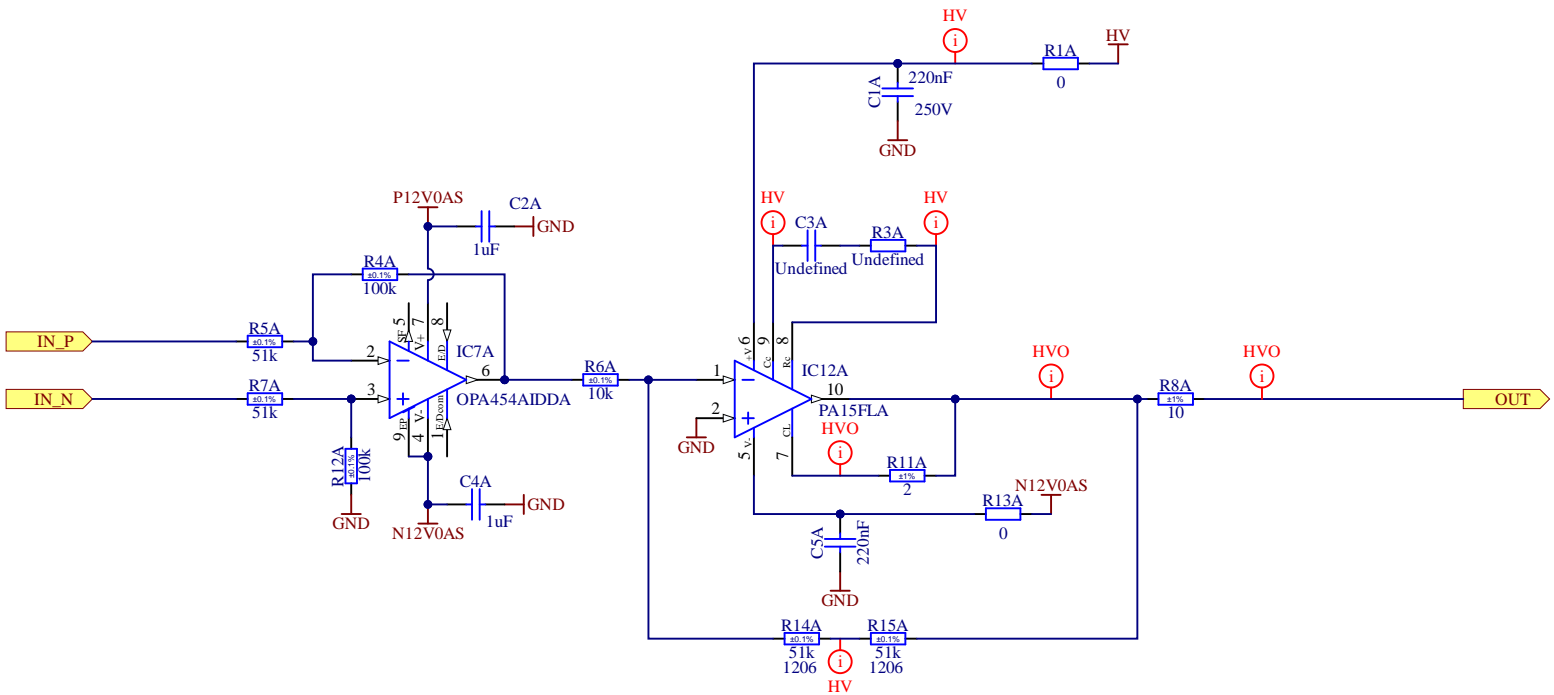 HV
i
R1A
0
HV
C1A
220nF
250V
GND
P12V0AS
C2A
1uF
GND
HV
i
C3A
Undefined
R3A
Undefined
HV
i
R4A
±0.1%
100k
IN_P
R5A
±0.1%
51k
IN_N
R7A
±0.1%
51k
R12A
±0.1%
100k
GND
5
SF
7
V+
8
E/D
2
3
IC7A
6
OPA454AIDDA
9
EP
4
V-
1
E/Dcom
C4A
1uF
GND
N12V0AS
R6A
±0.1%
10k
6
+V
9
Cc
8
Rc
1
2
GND
IC12A
10
PA15FLA
5
V-
7
CL
HVO
i
R11A
±1%
2
HVO
i
HVO
i
R8A
±1%
10
OUT
N12V0AS
R13A
0
C5A
220nF
GND
R14A
±0.1%
51k
1206
R15A
±0.1%
51k
1206
i
HV